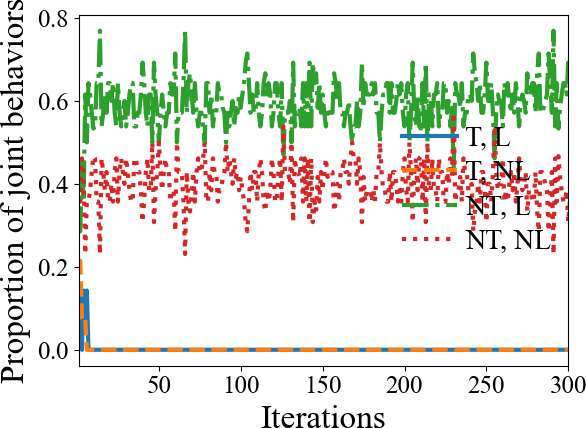 Proportion of joint behaviors
0.8
0.6
0.4
0.2
0.0
T, L
T, NL
NT, L
NT, NL
50
100
150
200
250
300
Iterations